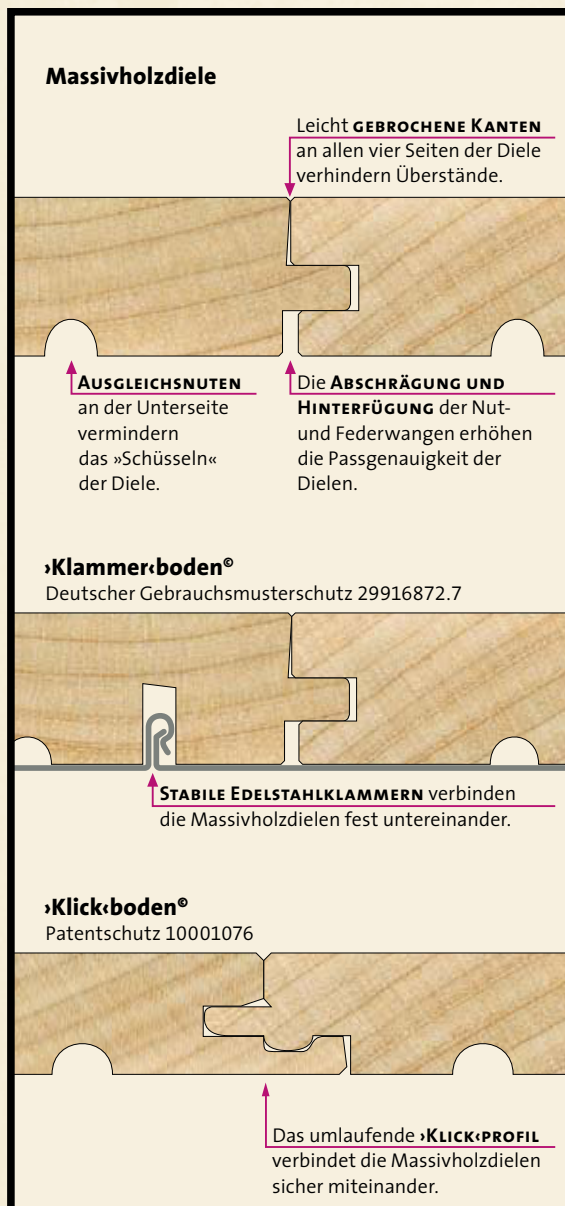 Massivholzdiele
Leicht GEBROCHENE KANTEN
an allen vier Seiten der Diele
verhindern Überstände.
AUSGLEICHSNUTEN
an der Unterseite
vermindern
das »Schüsseln«
der Diele.
Die ABSCHRÄGUNG UND
HINTERFÜGUNG der Nut-
und Federwangen erhöhen
die Passgenauigkeit der
Dielen.
›Klammer‹boden©
Deutscher Gebrauchsmusterschutz 29916872.7
STABILE EDELSTAHLKLAMMERN verbinden
die Massivholzdielen fest untereinander.
›Klick‹boden©
Patentschutz 10001076
Das umlaufende ›KLICK‹PROFIL
verbindet die Massivholzdielen
sicher miteinander.